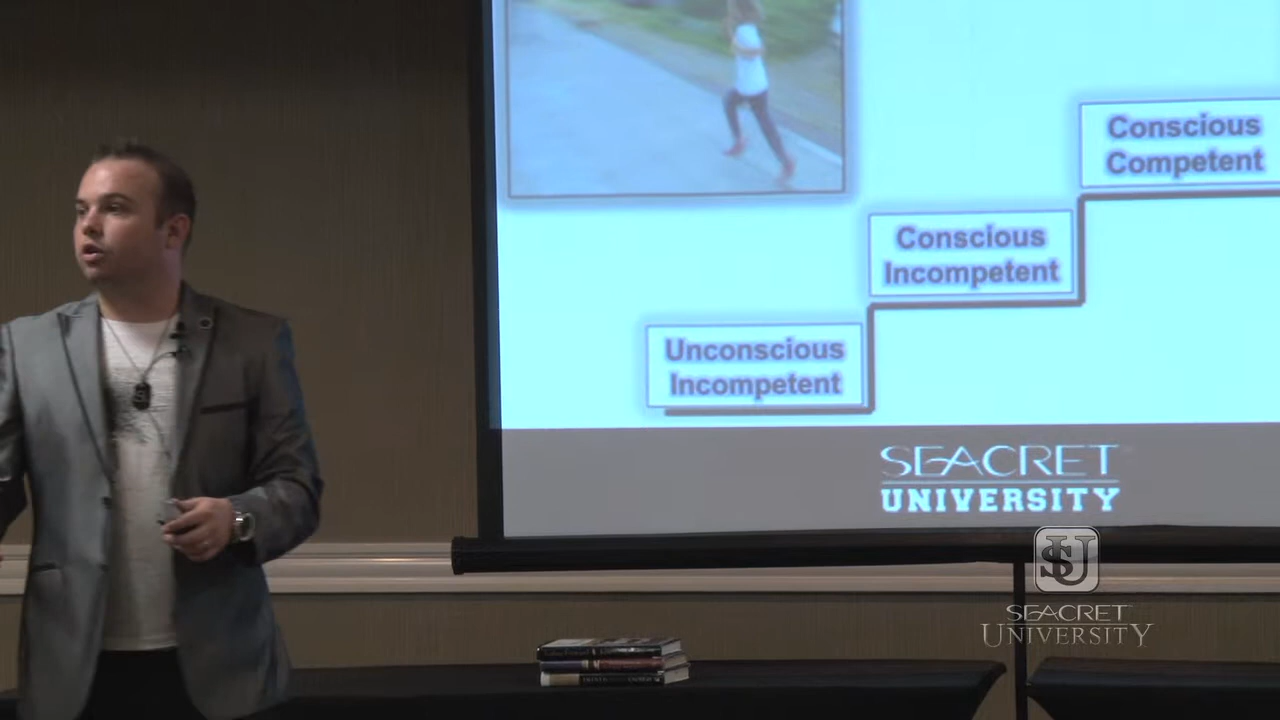 Conscious
Competent
Conscious
Incompetent
Unconscious
Incompetent
SEACRET
UNIVERSITY
SU
SEACRET
UNIVERSITY